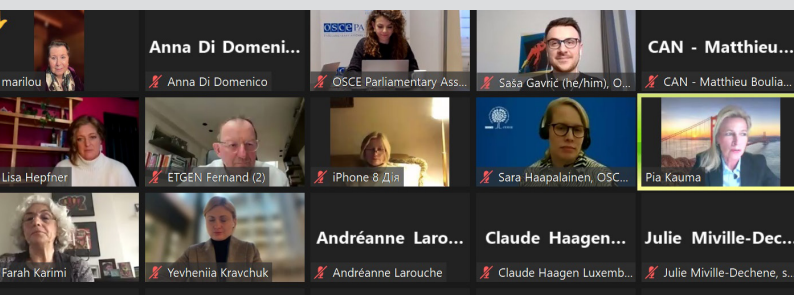 Anna Di Domeni...
OSCE PA
CAN - Matthieu...
marilou
Anna Di Domenico
OSCE Parliamentary Ass...
Saša Gavrić (he/him), O...
CAN - Matthieu Boulia...
Lisa Hepfner
ETGEN Fernand (2)
iPhone 8 Дія
Sara Haapalainen, OSC...
Pia Kauma
Andréanne Laro...
Claude Haagen...
Julie Miville-Dec...
Farah Karimi
Yevheniia Kravchuk
Andréanne Larouche
Claude Haagen Luxemb...
Julie Miville-Dechene, s...